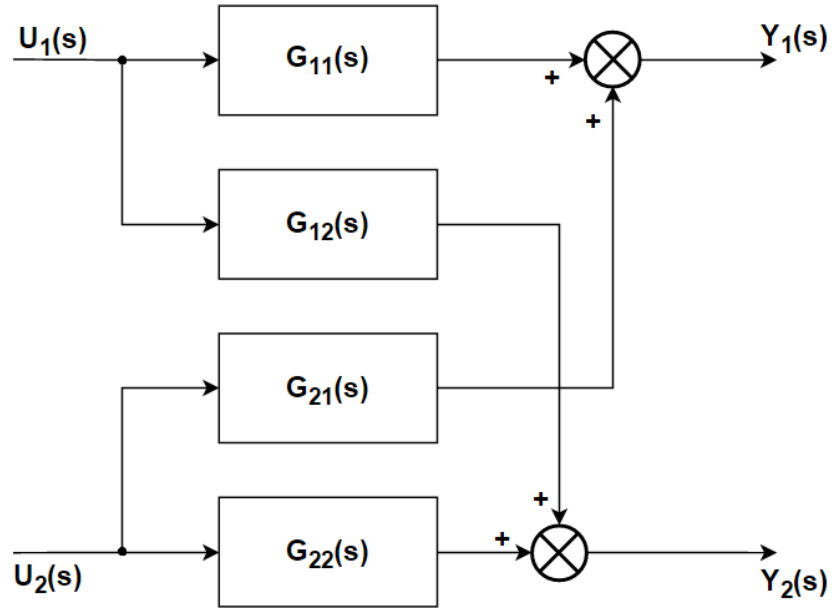 U1(s)
G11(s)
Y1(s)
+
+
G12(s)
G21(s)
+
+
G22(s)
U2(s)
Y2(s)